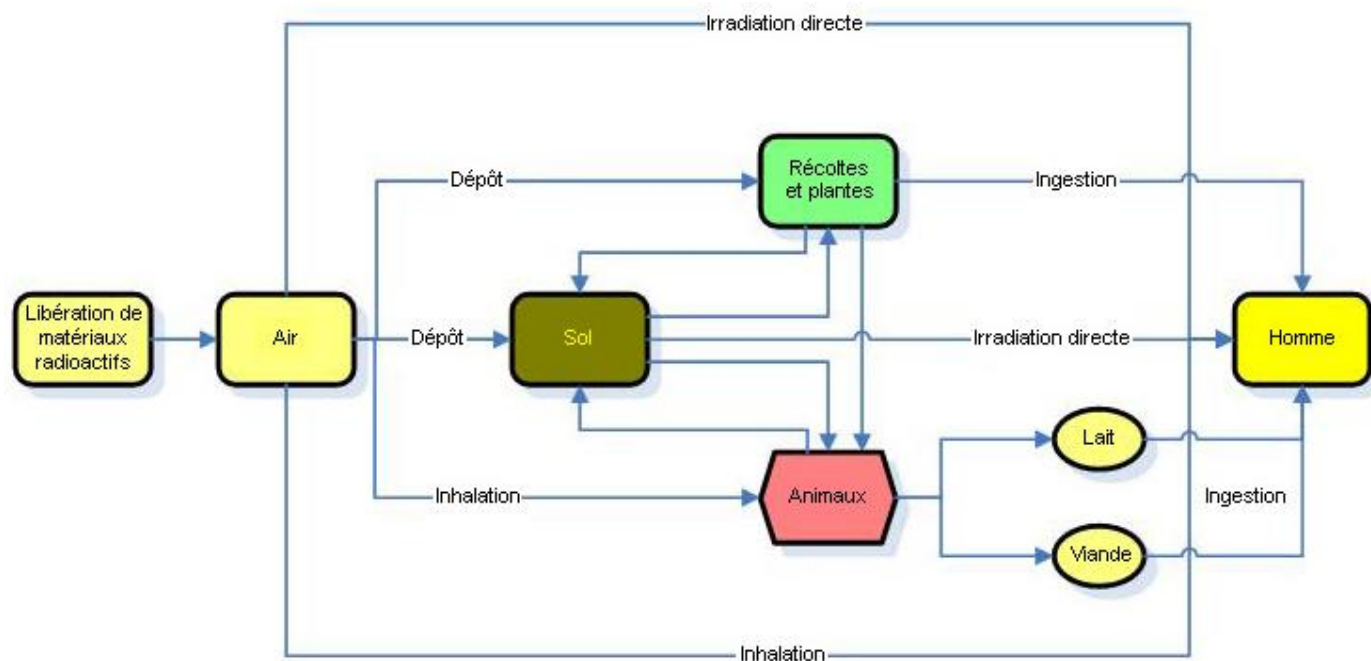 Irradiation directe
Récoltes
et plantes
Dépôt
Ingestion
Libération de
matériaux
radioactifs
Air
Dépôt
Sol
Irradiation directe
Homme
Lait
Inhalation
Animaux
Ingestion
Viande
Inhalation